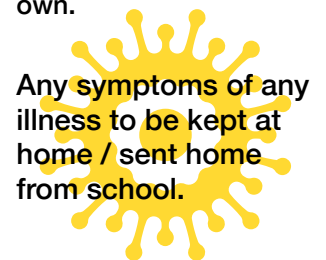 own.
Any symptoms of any
illness to be kept at
home / sent home
from school.